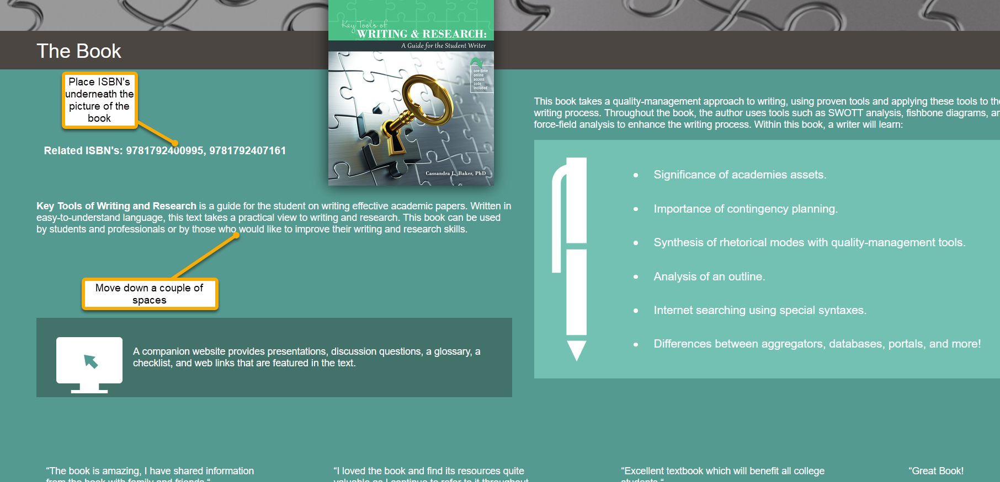 Key Tools of
WRITING & RESEARCH:
A Guide for the Student Writer
one-time
online
access
code
included
Cassandra L. Baker, PhD
The Book
Place ISBN's
underneath the
picture of the
book
Related ISBN's: 9781792400995, 9781792407161
Key Tools of Writing and Research is a guide for the student on writing effective academic papers. Written in
easy-to-understand language, this text takes a practical view to writing and research. This book can be used
by students and professionals or by those who would like to improve their writing and research skills.
Move down a couple of
spaces
A companion website provides presentations, discussion questions, a glossary, a
checklist, and web links that are featured in the text.
This book takes a quality-management approach to writing, using proven tools and applying these tools to the
writing process. Throughout the book, the author uses tools such as SWOTT analysis, fishbone diagrams,
force-field analysis to enhance the writing process. Within this book, a writer will learn:
• Significance of academies assets.
• Importance of contingency planning.
• Synthesis of rhetorical modes with quality-management tools.
• Analysis of an outline.
• Internet searching using special syntaxes.
• Differences between aggregators, databases, portals, and more!
“The book is amazing, I have shared information
from the book with family and friends.“
“I loved the book and find its resources quite
valuable as I continue to refer to it throughout
“Excellent textbook which will benefit all college
students.“
“Great Book!